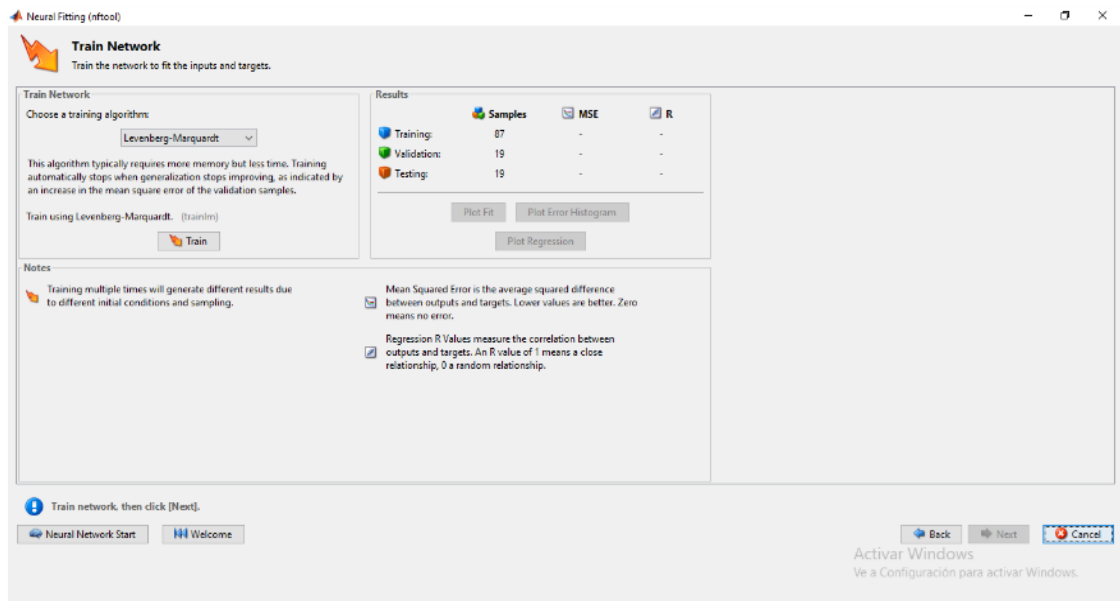 Neural Fitting (nftool)
Train Network
Train the network to fit the inputs and targets.
Train Network
Choose a training algorithm:
Levenberg-Marquardt
This algorithm typically requires more memory but less time. Training
automatically stops when generalization stops improving, as indicated by
an increase in the mean square error of the validation samples.
Train using Levenberg-Marquardt. (trainlm)
Train
Results
Samples MSE R
Training: 87 - -
Validation: 19 - -
Testing: 19 - -
Plot Fit Plot Error Histogram
Plot Regression
Notes
Training multiple times will generate different results due
to different initial conditions and sampling.
Mean Squared Error is the average squared difference
between outputs and targets. Lower values are better. Zero
means no error.
Regression R Values measure the correlation between
outputs and targets. An R value of 1 means a close
relationship, 0 a random relationship.
Train network, then click [Next].
Neural Network Start Welcome Back Next Cancel
Activar Windows
Ve a Configuración para activar Windows.